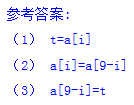 参考答案:
（1） t=a[i]
（2） a[i]=a[9-i]
（3） a[9-i]=t